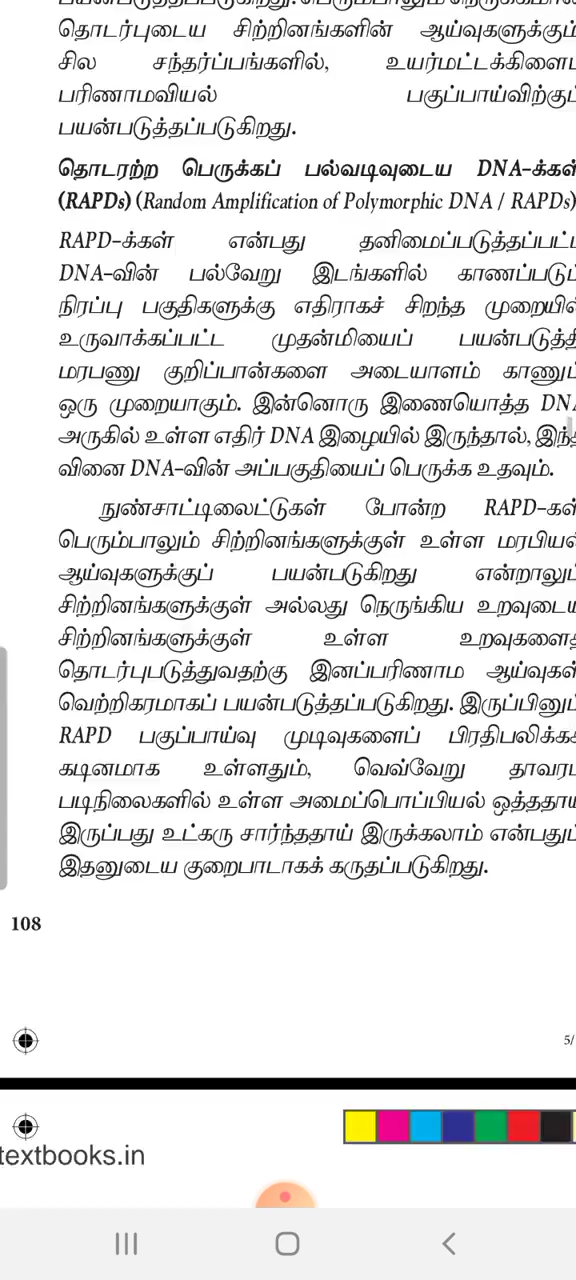 தொடர்புடைய சிற்றினங்களின் ஆய்வுகளுக்கும்
சில சந்தர்ப்பங்களில், உயர்மட்டக்கிளைப்
பரிணாமவியல் பகுப்பாய்விற்குப்
பயன்படுத்தப்படுகிறது.
தொடரற்ற பெருக்கப் பல்வடிவுடைய DNA-க்கள்
(RAPDs) (Random Amplification of Polymorphic DNA / RAPDs)
RAPD-க்கள் என்பது தனிமைப்படுத்தப்பட்ட
DNA-வின் பல்வேறு இடங்களில் காணப்படும்
நிரப்பு பகுதிகளுக்கு எதிராகச் சிறந்த முறையில்
உருவாக்கப்பட்ட முதன்மியைப் பயன்படுத்தி
மரபணு குறிப்பான்களை அடையாளம் காணும்
ஒரு முறையாகும். இன்னொரு இணையொத்த DNA
அருகில் உள்ள எதிர் DNA இழையில் இருந்தால், இந்த
வினை DNA-வின் அப்பகுதியைப் பெருக்க உதவும்.
நுண்சாட்டிலைட்டுகள் போன்ற RAPD-கள்
பெரும்பாலும் சிற்றினங்களுக்குள் உள்ள மரபியல்
ஆய்வுகளுக்குப் பயன்படுகிறது என்றாலும்
சிற்றினங்களுக்குள் அல்லது நெருங்கிய உறவுடைய
சிற்றினங்களுக்குள் உள்ள உறவுகளைத்
தொடர்புபடுத்துவதற்கு இனப்பரிணாம ஆய்வுகள்
வெற்றிகரமாகப் பயன்படுத்தப்படுகிறது. இருப்பினும்
RAPD பகுப்பாய்வு முடிவுகளைப் பிரதிபலிக்கக்
கடினமாக உள்ளதும், வெவ்வேறு தாவரப்
படிநிலைகளில் உள்ள அமைப்பொப்பியல் ஒத்ததாய்
இருப்பது உட்கரு சார்ந்ததாய் இருக்கலாம் என்பதும்
இதனுடைய குறைபாடாகக் கருதப்படுகிறது.
108
5/
textbooks.in